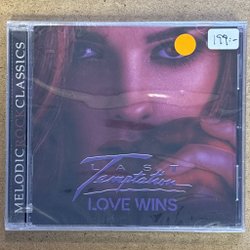 199:-
MELODIC ROCK CLASSICS
LAST
Temptation
LOVE WINS